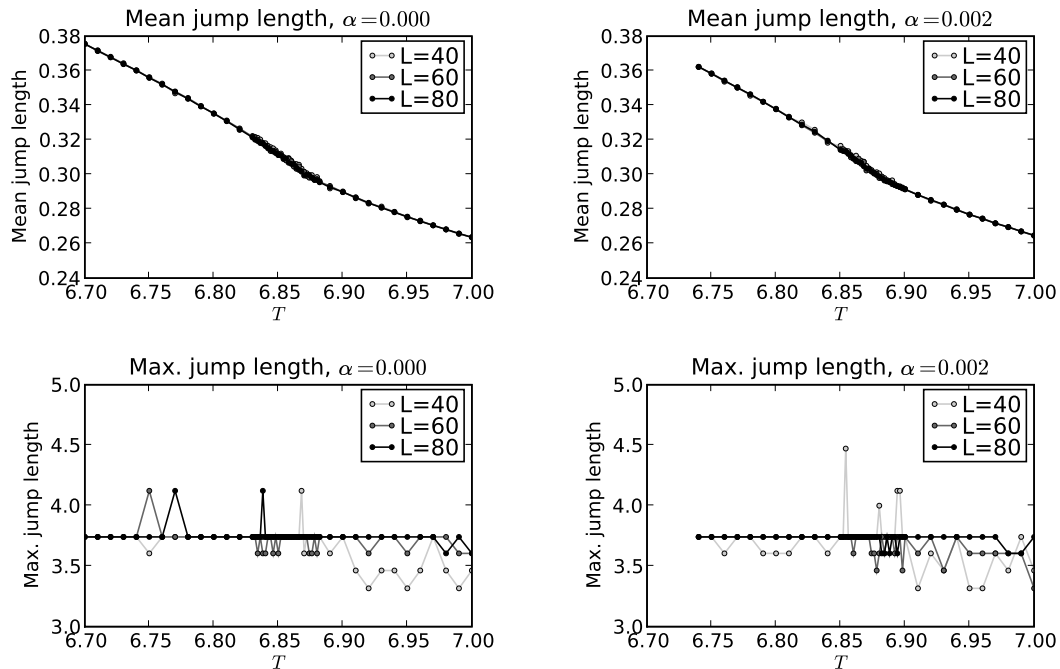 Mean jump length, α=0.000
Mean jump length
0.38
0.36
0.34
0.32
0.30
0.28
0.26
0.24
6.70 6.75 6.80 6.85 6.90 6.95 7.00
T
L=40
L=60
L=80
Mean jump length, α=0.002
Mean jump length
0.38
0.36
0.34
0.32
0.30
0.28
0.26
0.24
6.70 6.75 6.80 6.85 6.90 6.95 7.00
T
L=40
L=60
L=80
Max. jump length, α=0.000
Max. jump length
5.0
4.5
4.0
3.5
3.0
6.70 6.75 6.80 6.85 6.90 6.95 7.00
T
L=40
L=60
L=80
Max. jump length, α=0.002
Max. jump length
5.0
4.5
4.0
3.5
3.0
6.70 6.75 6.80 6.85 6.90 6.95 7.00
T
L=40
L=60
L=80